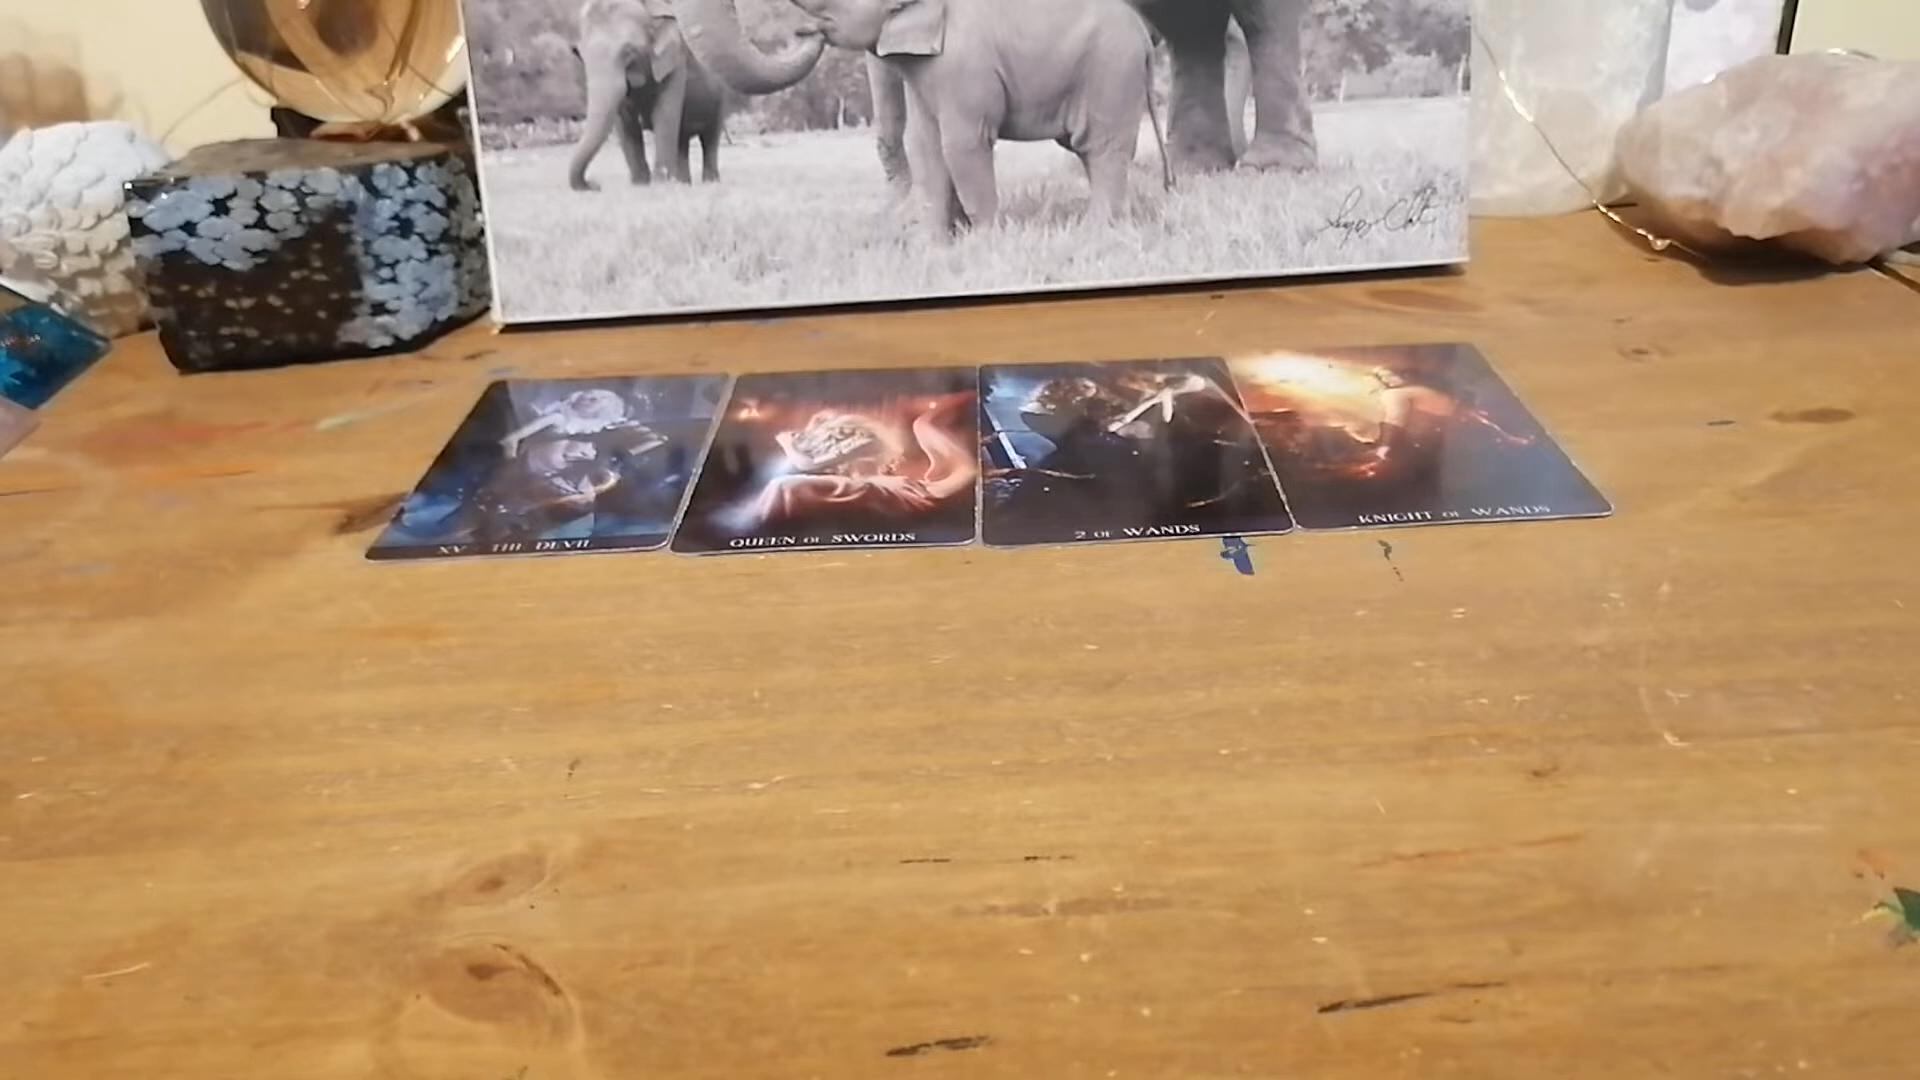 XV THE DEVIL
QUEEN OF SWORDS
2 OF WANDS
KNIGHT OF WANDS